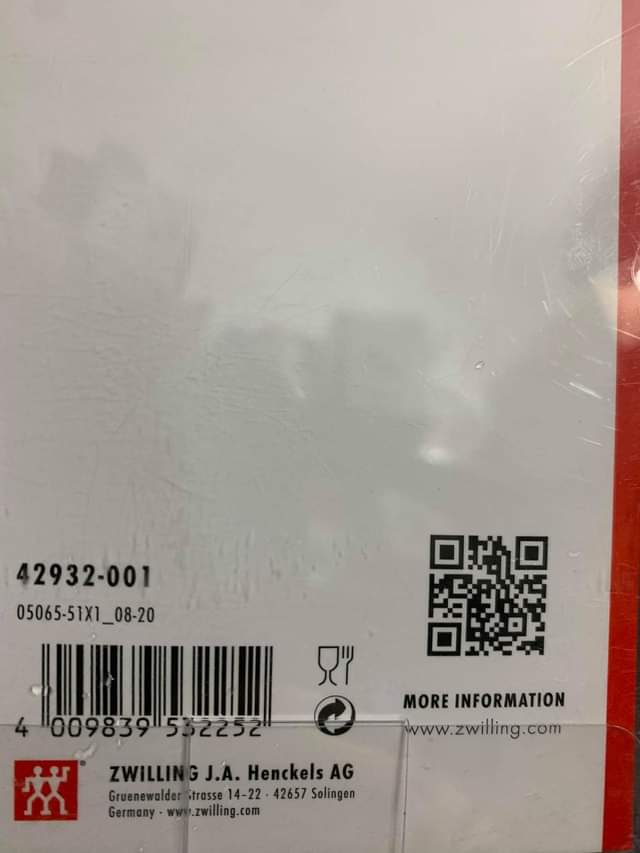 42932-001
05065-51X1_08-20
4 009839 532252
MORE INFORMATION
www.zwilling.com
ZWILLING J.A. Henckels AG
Gruenewalder Strasse 14-22 · 42657 Solingen
Germany · www.zwilling.com